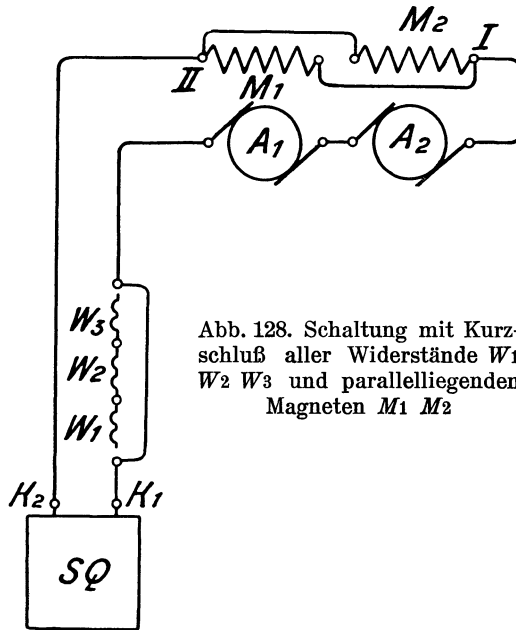 M2
I
II
M1
A1
A2
W3
W2
W1
Abb. 128. Schaltung mit Kurz-
schluß aller Widerstände W1
W2 W3 und parallelliegenden
Magneten M1 M2
K2
K1
SQ